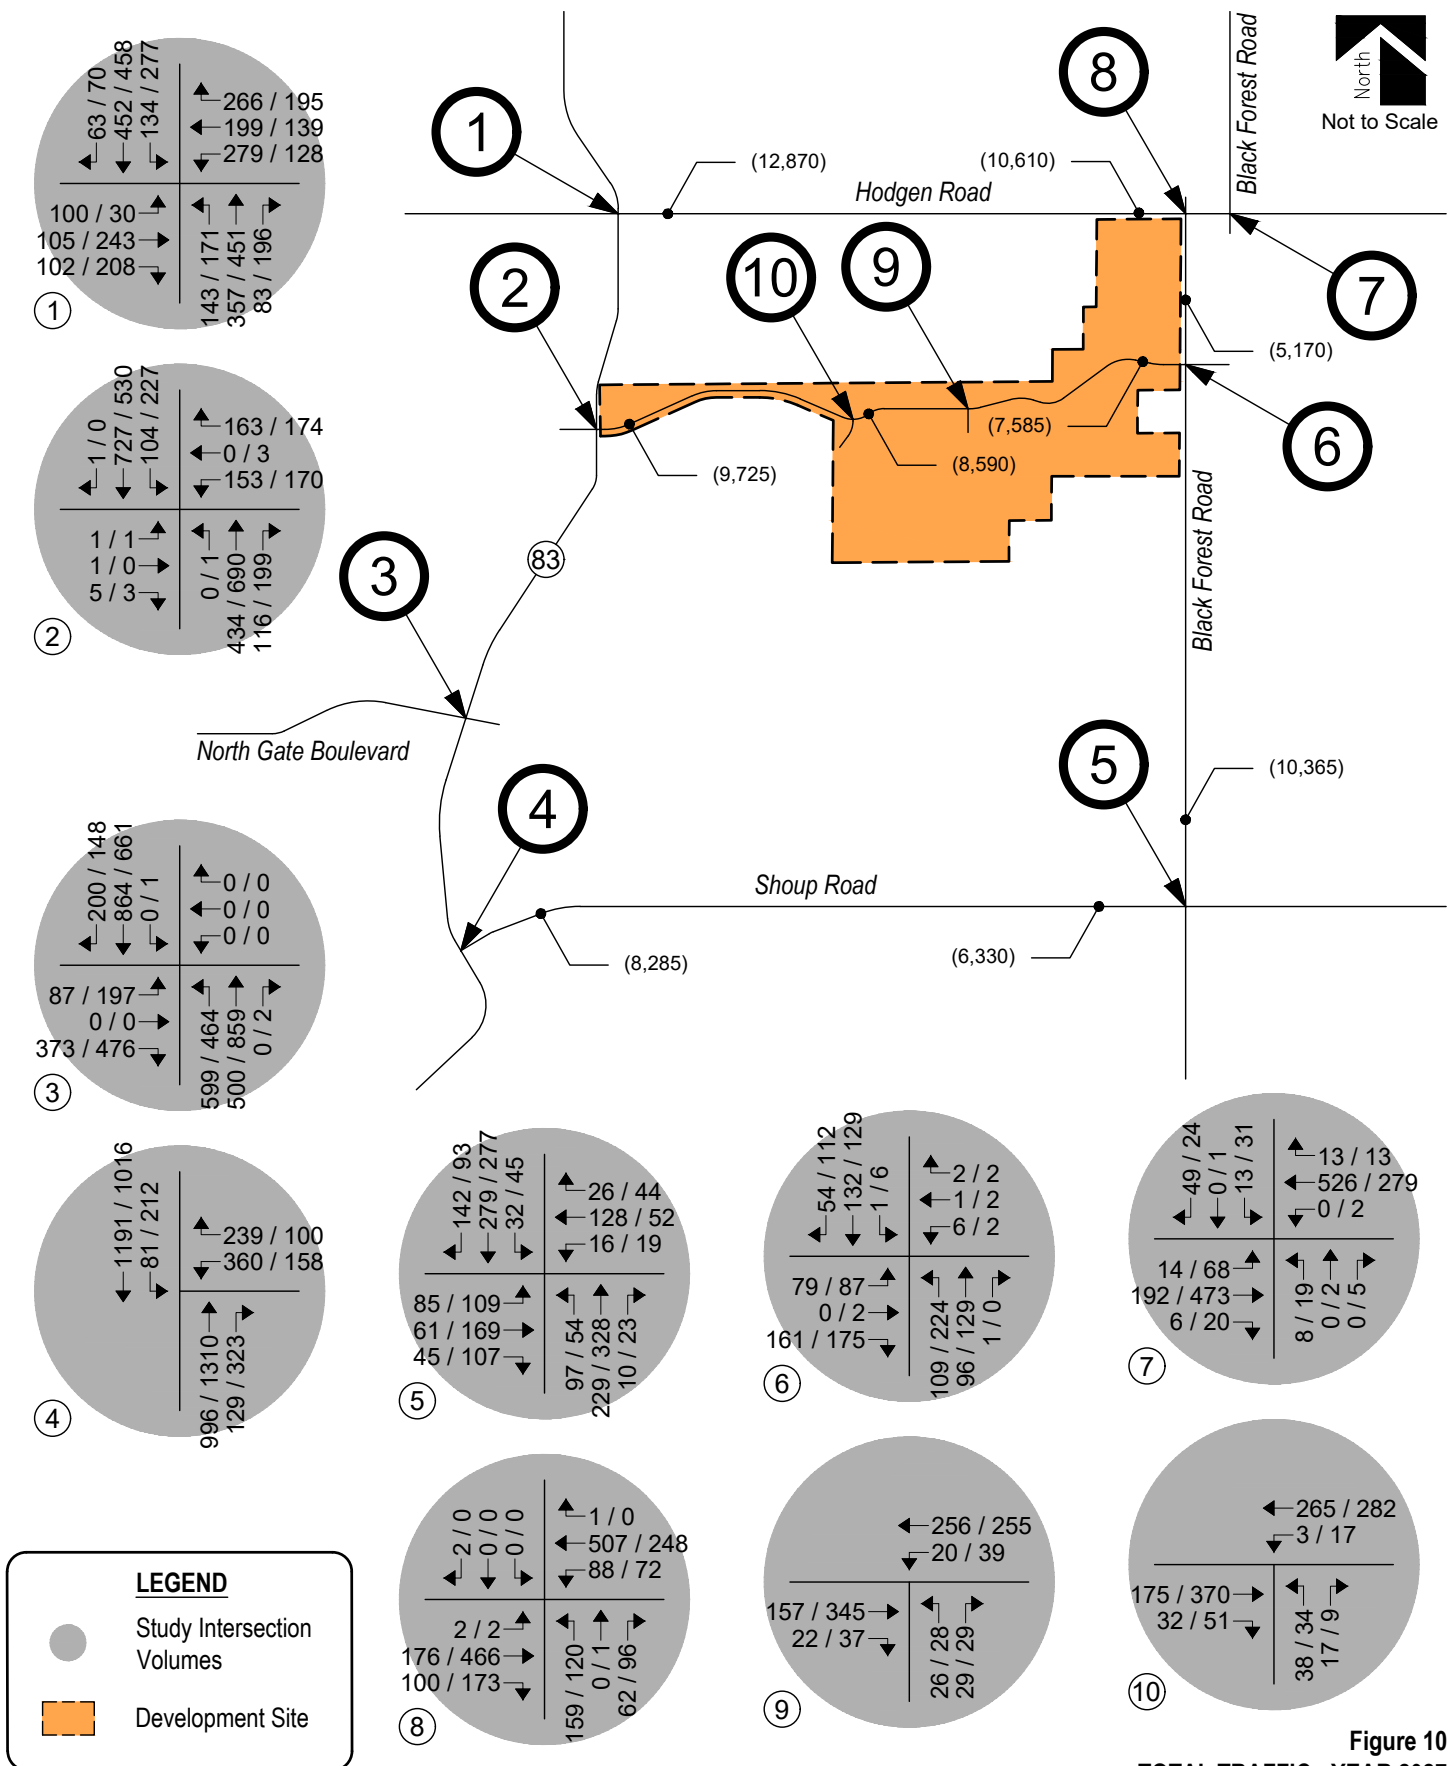 North
Not to Scale
Black Forest Road
Hodgen Road
(12,870)
(10,610)
1
2
10
9
8
7
6
(5,170)
(7,585)
(8,590)
(9,725)
83
3
North Gate Boulevard
4
5
Black Forest Road
(10,365)
Shoup Road
(8,285)
(6,330)
63 / 70
452 / 458
134 / 277
266 / 195
199 / 139
279 / 128
100 / 30
105 / 243
102 / 208
143 / 171
357 / 451
83 / 196
1
1 / 0
727 / 530
104 / 227
163 / 174
0 / 3
153 / 170
1 / 1
1 / 0
5 / 3
0 / 1
434 / 690
116 / 199
2
200 / 148
864 / 661
0 / 1
0 / 0
0 / 0
0 / 0
87 / 197
0 / 0
373 / 476
599 / 464
500 / 859
0 / 2
3
1191 / 1016
81 / 212
239 / 100
360 / 158
996 / 1310
129 / 323
4
142 / 93
279 / 277
32 / 45
26 / 44
128 / 52
16 / 19
85 / 109
61 / 169
45 / 107
97 / 54
229 / 328
10 / 23
5
54 / 112
132 / 129
1 / 6
2 / 2
1 / 2
6 / 2
79 / 87
0 / 2
161 / 175
109 / 224
96 / 129
1 / 0
6
49 / 24
0 / 1
13 / 31
13 / 13
526 / 279
0 / 2
14 / 68
192 / 473
6 / 20
8 / 19
0 / 2
0 / 5
7
2 / 0
0 / 0
0 / 0
1 / 0
507 / 248
88 / 72
2 / 2
176 / 466
100 / 173
159 / 120
0 / 1
62 / 96
8
256 / 255
20 / 39
157 / 345
22 / 37
26 / 28
29 / 29
9
265 / 282
3 / 17
175 / 370
32 / 51
38 / 34
17 / 9
10
LEGEND
Study Intersection
Volumes
Development Site
Figure 10